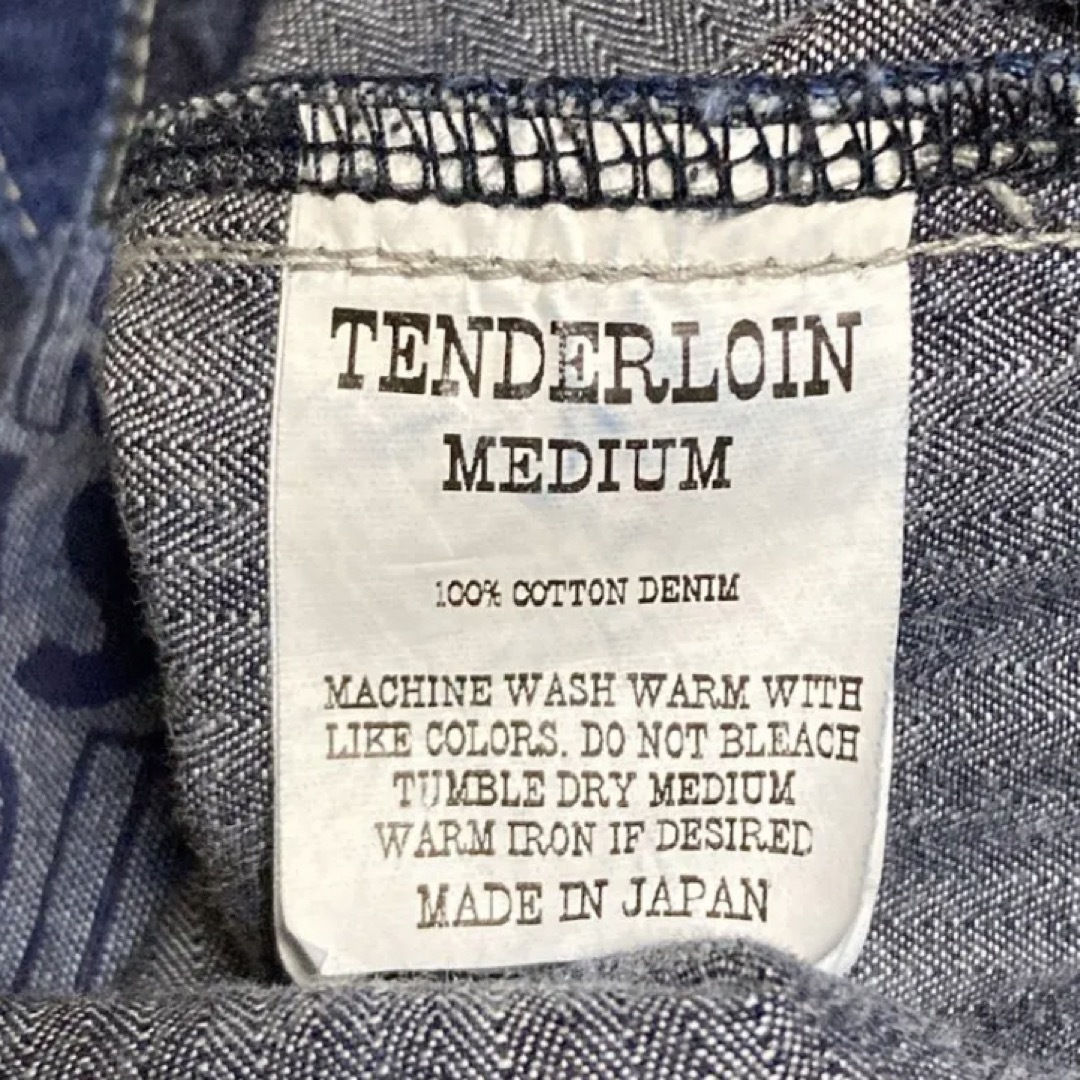 TENDERLOIN
MEDIUM
100% COTTON DENIM
MACHINE WASH WARM WITH
LIKE COLORS. DO NOT BLEACH
TUMBLE DRY MEDIUM
WARM IRON IF DESIRED
MADE IN JAPAN